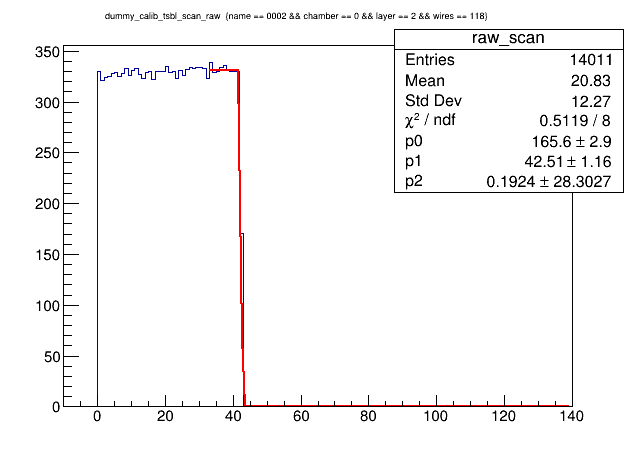 dummy_calib_tsbl_scan_raw (name == 0002 && chamber == 0 && layer == 2 && wires == 118)
raw_scan
Entries 14011
Mean 20.83
Std Dev 12.27
χ² / ndf 0.5119 / 8
p0 165.6 ± 2.9
p1 42.51 ± 1.16
p2 0.1924 ± 28.3027
350
300
250
200
150
100
50
0
0 20 40 60 80 100 120 140